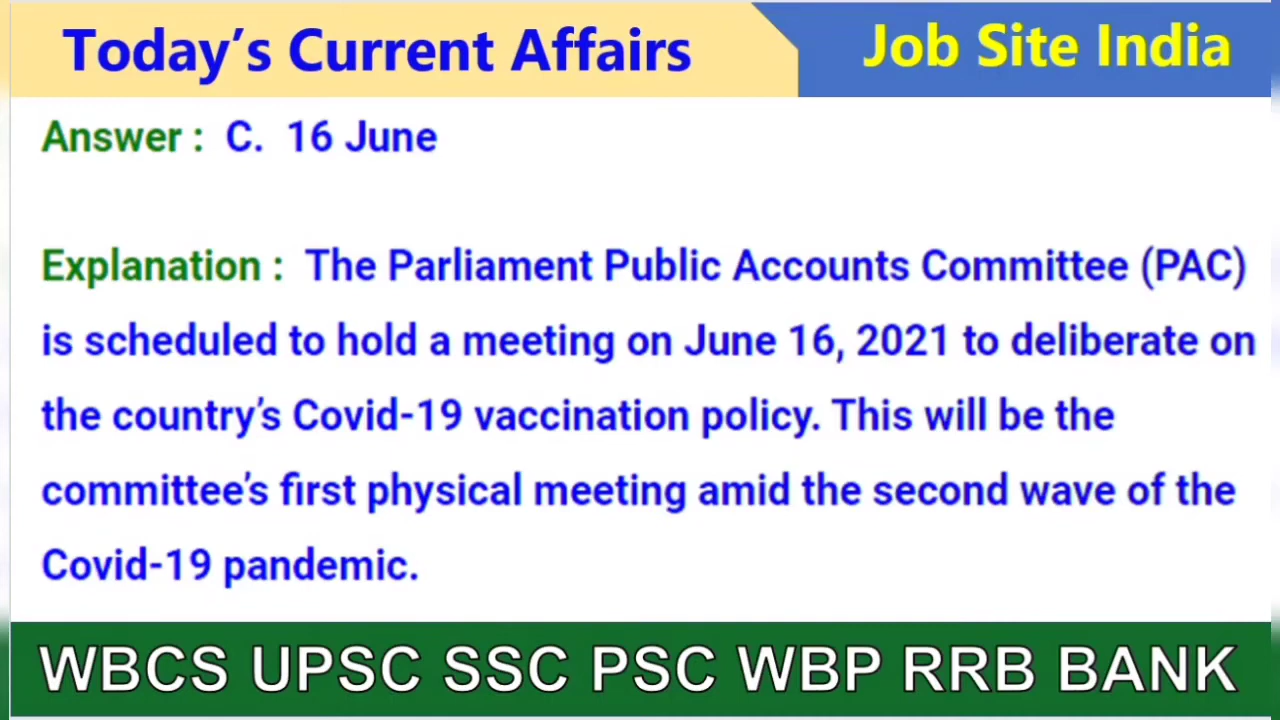 Today’s Current Affairs
Job Site India
Answer : C. 16 June
Explanation : The Parliament Public Accounts Committee (PAC)
is scheduled to hold a meeting on June 16, 2021 to deliberate on
the country’s Covid-19 vaccination policy. This will be the
committee’s first physical meeting amid the second wave of the
Covid-19 pandemic.
WBCS UPSC SSC PSC WBP RRB BANK